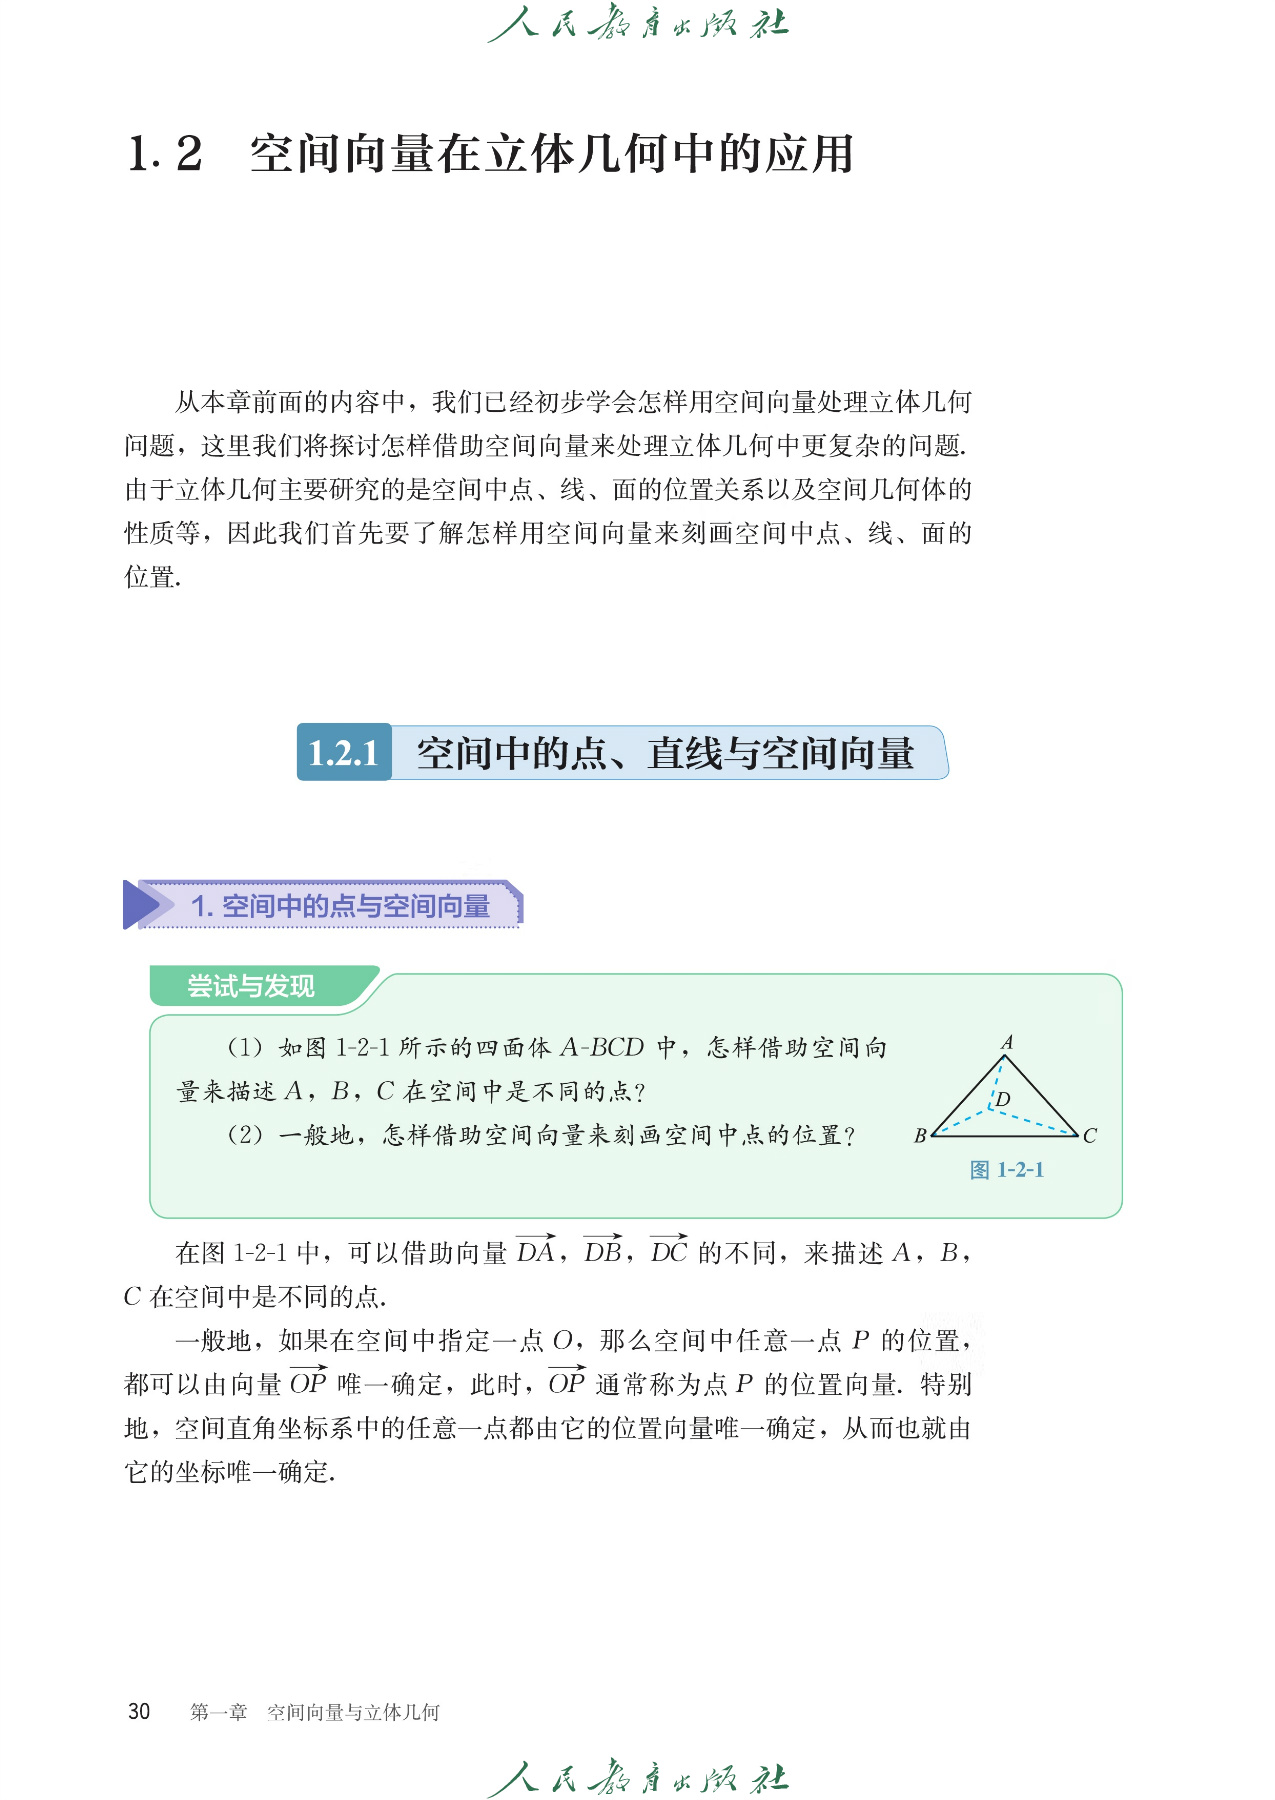 人民教育出版社
1.2 空间向量在立体几何中的应用
从本章前面的内容中，我们已经初步学会怎样用空间向量处理立体几何
问题，这里我们将探讨怎样借助空间向量来处理立体几何中更复杂的问题.
由于立体几何主要研究的是空间中点、线、面的位置关系以及空间几何体的
性质等，因此我们首先要了解怎样用空间向量来刻画空间中点、线、面的
位置.
1.2.1 空间中的点、直线与空间向量
1. 空间中的点与空间向量
尝试与发现
（1）如图 1-2-1 所示的四面体 A-BCD 中，怎样借助空间向
量来描述 A，B，C 在空间中是不同的点？
（2）一般地，怎样借助空间向量来刻画空间中点的位置？
A
D
B
C
图 1-2-1
在图 1-2-1 中，可以借助向量 $\overrightarrow{DA}$，$\overrightarrow{DB}$，$\overrightarrow{DC}$ 的不同，来描述 A，B，
C 在空间中是不同的点.
一般地，如果在空间中指定一点 O，那么空间中任意一点 P 的位置，
都可以由向量 $\overrightarrow{OP}$ 唯一确定，此时，$\overrightarrow{OP}$ 通常称为点 P 的位置向量. 特别
地，空间直角坐标系中的任意一点都由它的位置向量唯一确定，从而也就由
它的坐标唯一确定.
30 第一章 空间向量与立体几何
人民教育出版社